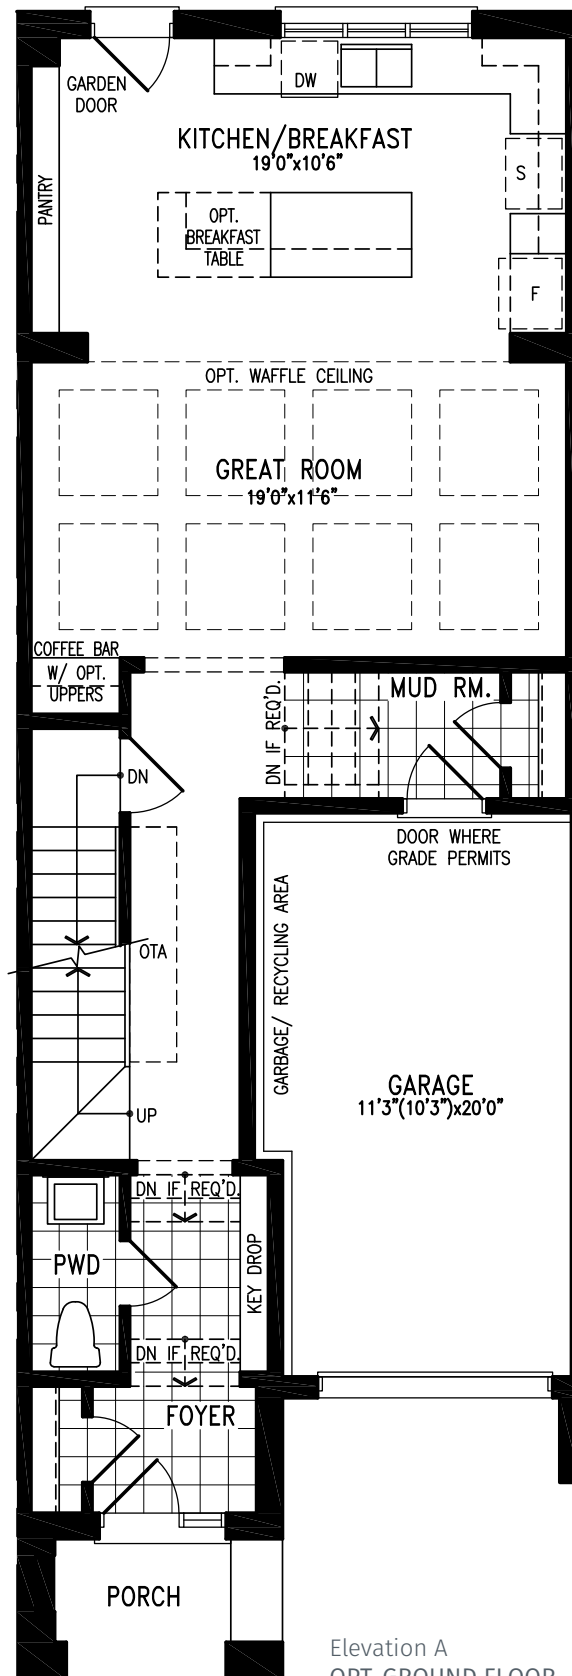 GARDEN
DOOR
DW
KITCHEN/BREAKFAST
19'0"x10'6"
PANTRY
S
OPT.
BREAKFAST
TABLE
F
OPT. WAFFLE CEILING
GREAT ROOM
19'0"x11'6"
COFFEE BAR
W/ OPT.
UPPERS
DN IF REQ'D.
MUD RM.
DN
DOOR WHERE
GRADE PERMITS
GARBAGE/ RECYCLING AREA
OTA
GARAGE
11'3"(10'3")x20'0"
UP
DN IF REQ'D.
PWD
KEY DROP
DN IF REQ'D.
FOYER
PORCH
Elevation A
OPT. GROUND FLOOR